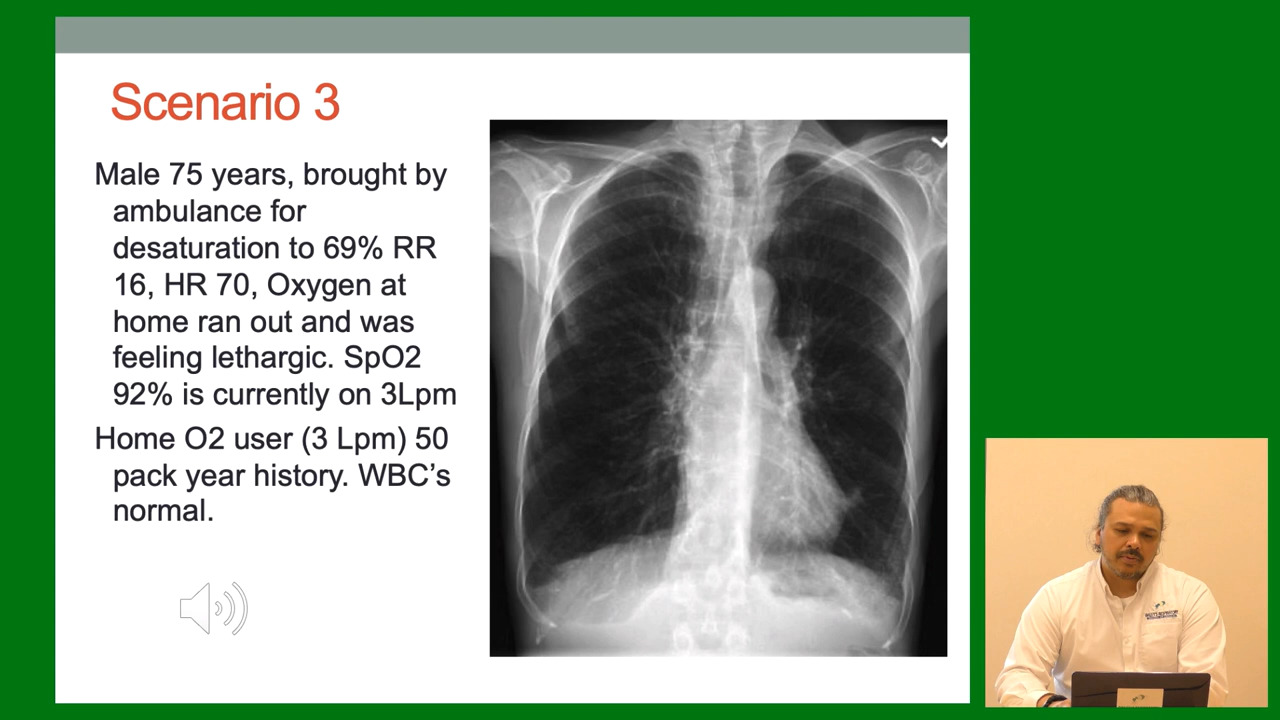 Scenario 3
Male 75 years, brought by
ambulance for
desaturation to 69% RR
16, HR 70, Oxygen at
home ran out and was
feeling lethargic. SpO2
92% is currently on 3Lpm
Home O2 user (3 Lpm) 50
pack year history. WBC’s
normal.